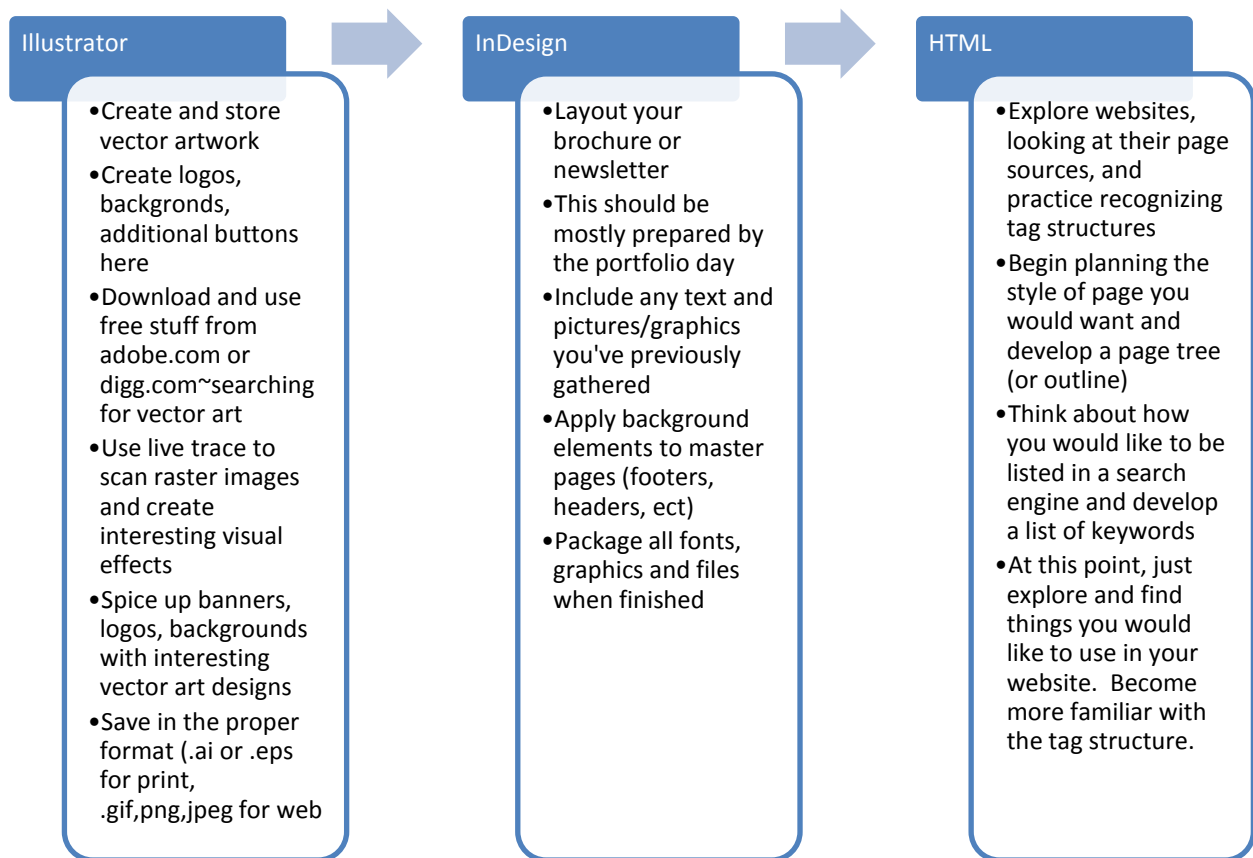 Illustrator
•Create and store
vector artwork
•Create logos,
backgronds,
additional buttons
here
•Download and use
free stuff from
adobe.com or
digg.com~searching
for vector art
•Use live trace to
scan raster images
and create
interesting visual
effects
•Spice up banners,
logos, backgrounds
with interesting
vector art designs
•Save in the proper
format (.ai or .eps
for print,
.gif,png,jpeg for web
InDesign
•Layout your
brochure or
newsletter
•This should be
mostly prepared by
the portfolio day
•Include any text and
pictures/graphics
you've previously
gathered
•Apply background
elements to master
pages (footers,
headers, ect)
•Package all fonts,
graphics and files
when finished
HTML
•Explore websites,
looking at their page
sources, and
practice recognizing
tag structures
•Begin planning the
style of page you
would want and
develop a page tree
(or outline)
•Think about how
you would like to be
listed in a search
engine and develop
a list of keywords
•At this point, just
explore and find
things you would
like to use in your
website.  Become
more familiar with
the tag structure.